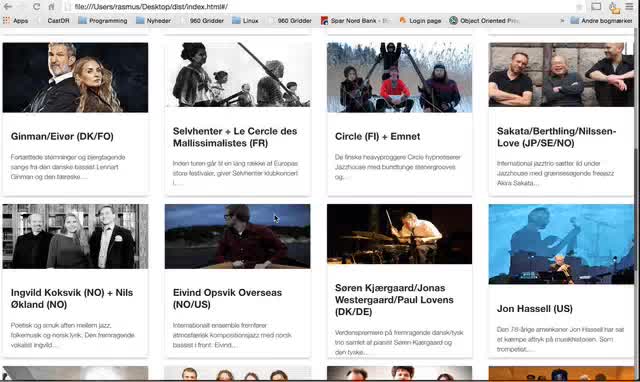 file:///Users/rasmus/Desktop/dist/index.html#/
Apps CastDR Programming Nyheder 960 Gridder Linux 960 Gridder Spar Nord Bank - B Login page Object Oriented Prog Andre bogmærker
Ginman/Eivør (DK/FO)
Fortættede stemninger og bjergtagende
sange fra den danske bassist Lennart
Ginman og den færøske...
Selvhenter + Le Cercle des
Mallissimalistes (FR)
Inden turen går til en lang række af Europas
store festivaler, giver Selvhenter klubkoncert
i...
Circle (FI) + Emnet
De finske heavyproggere Circle hypnotiserer
Jazzhouse med bundtunge stenergrooves
og...
Sakata/Berthling/Nilssen-
Love (JP/SE/NO)
International jazztrio sætter ild under
Jazzhouse med grænsesøgende freejazz
Akira Sakata...
Ingvild Koksvik (NO) + Nils
Økland (NO)
Poetisk og smuk aften mellem jazz,
folkemusik og norsk lyrik. Den fremragende
vokalist Ingvild...
Eivind Opsvik Overseas
(NO/US)
Internationalt ensemble fremfører
atmosfærisk kompositionsjazz med norsk
bassist i front: Eivind...
Søren Kjærgaard/Jonas
Westergaard/Paul Lovens
(DK/DE)
Verdenspremiere på fremragende dansk/tysk
trio samlet af pianist Søren Kjærgaard og
den tyske...
Jon Hassell (US)
Den 78-årige amerikaner Jon Hassell har sat
et kæmpe aftryk på musikhistorien. Som
trompetist,...